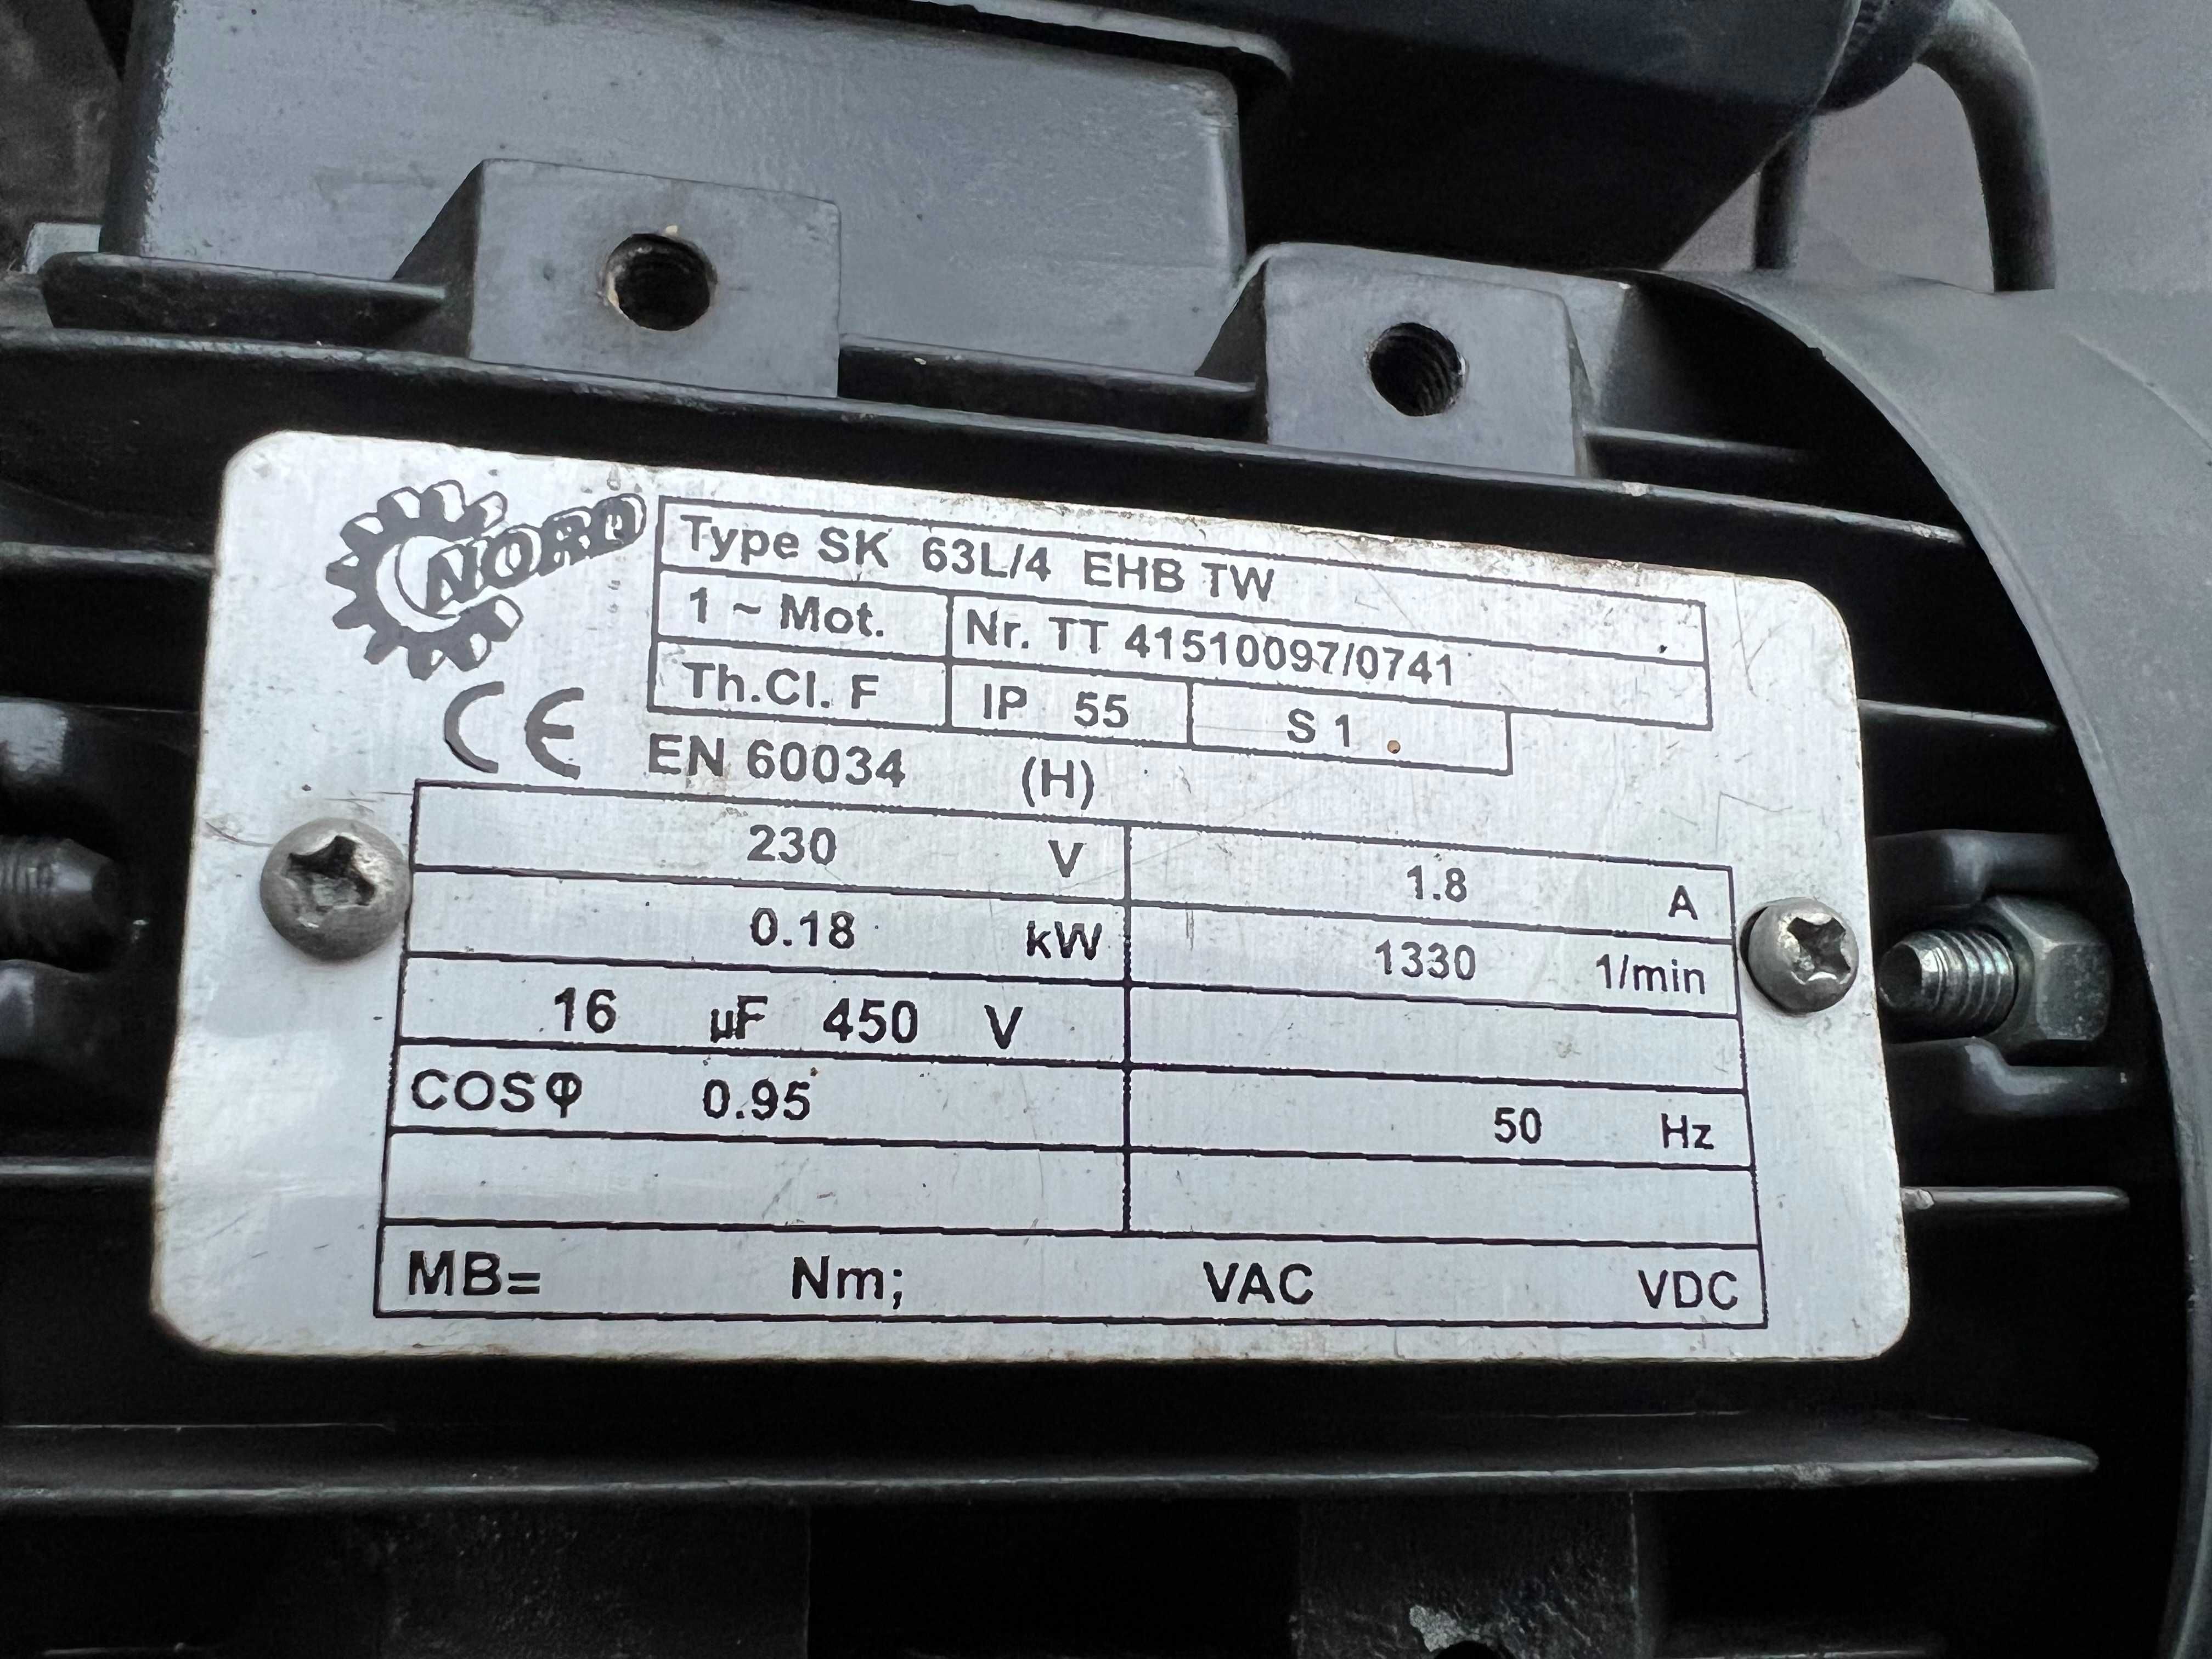 NORD
Type SK 63L/4 EHB TW
1 ~ Mot. Nr. TT 41510097/0741
Th.Cl. F IP 55 S 1
CE EN 60034 (H)
230 V 1.8 A
0.18 kW 1330 1/min
16 µF 450 V
COSφ 0.95 50 Hz
MB= Nm; VAC VDC